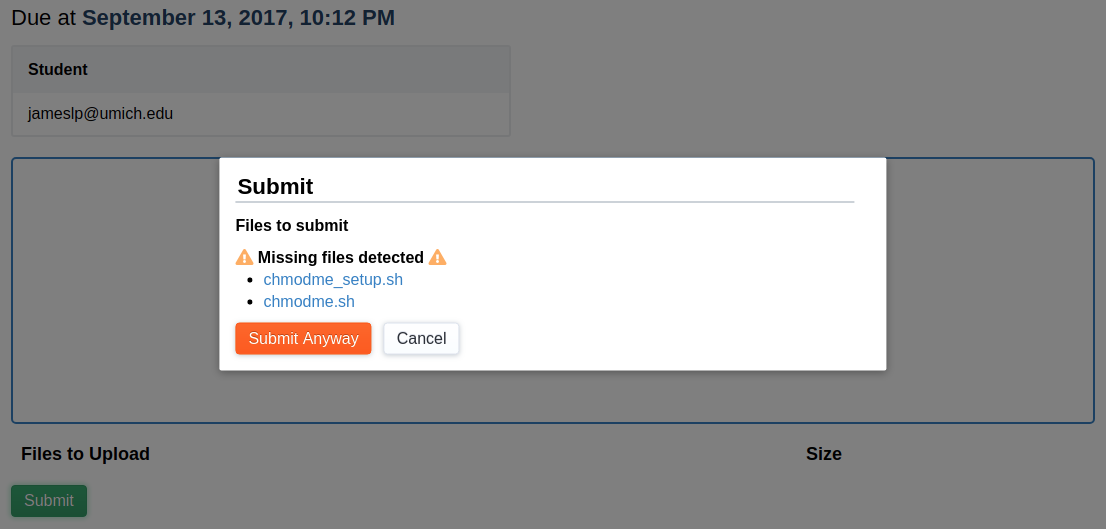 Due at September 13, 2017, 10:12 PM
Student
jameslp@umich.edu
Submit
Files to submit
Missing files detected
chmodme_setup.sh
chmodme.sh
Submit Anyway Cancel
Files to Upload Size
Submit